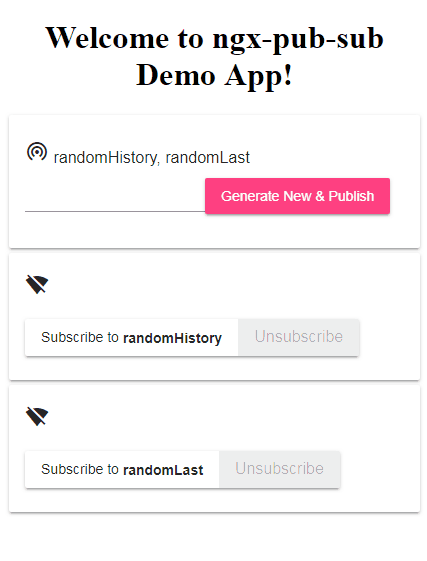 Welcome to ngx-pub-sub
Demo App!
randomHistory, randomLast
Generate New & Publish
Subscribe to randomHistory Unsubscribe
Subscribe to randomLast Unsubscribe